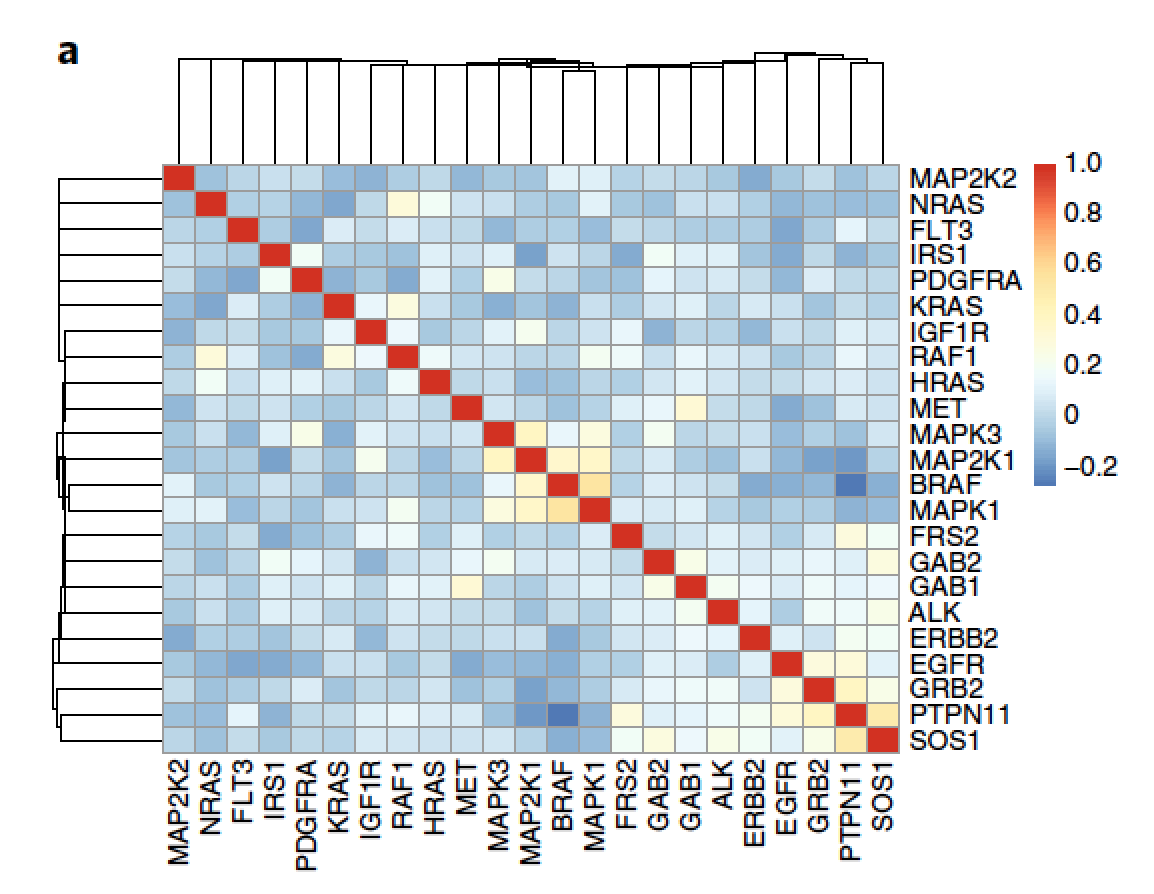 a
MAP2K2
NRAS
FLT3
IRS1
PDGFRA
KRAS
IGF1R
RAF1
HRAS
MET
MAPK3
MAP2K1
BRAF
MAPK1
FRS2
GAB2
GAB1
ALK
ERBB2
EGFR
GRB2
PTPN11
SOS1
1.0
0.8
0.6
0.4
0.2
0
−0.2
MAP2K2
NRAS
FLT3
IRS1
PDGFRA
KRAS
IGF1R
RAF1
HRAS
MET
MAPK3
MAP2K1
BRAF
MAPK1
FRS2
GAB2
GAB1
ALK
ERBB2
EGFR
GRB2
PTPN11
SOS1